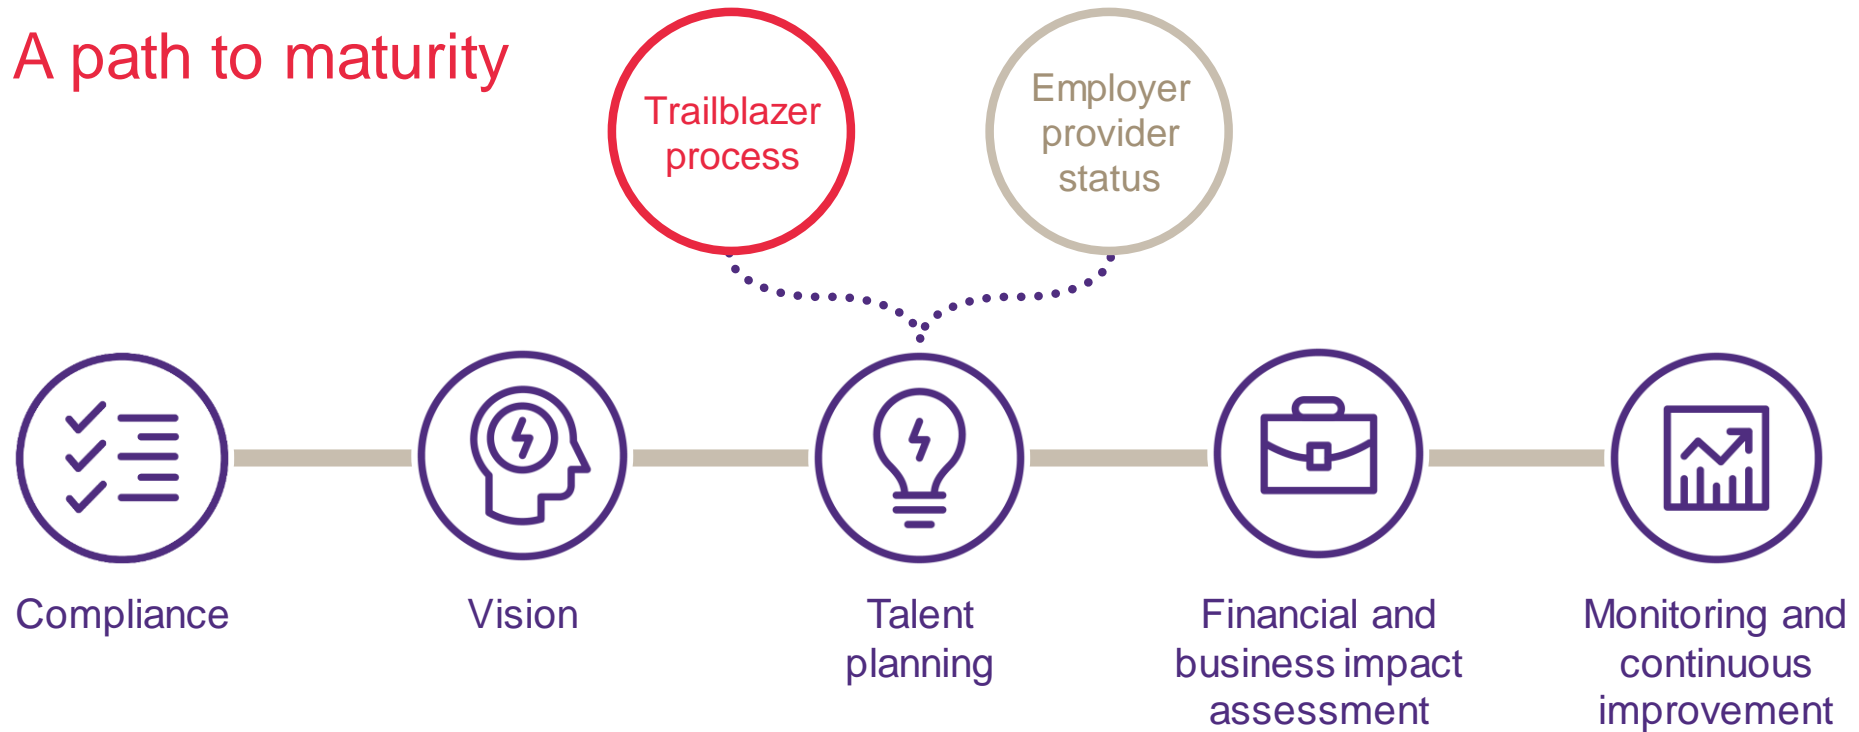 A path to maturity
Trailblazer
process
Employer
provider
status
Compliance
Vision
Talent
planning
Financial and
business impact
assessment
Monitoring and
continuous
improvement